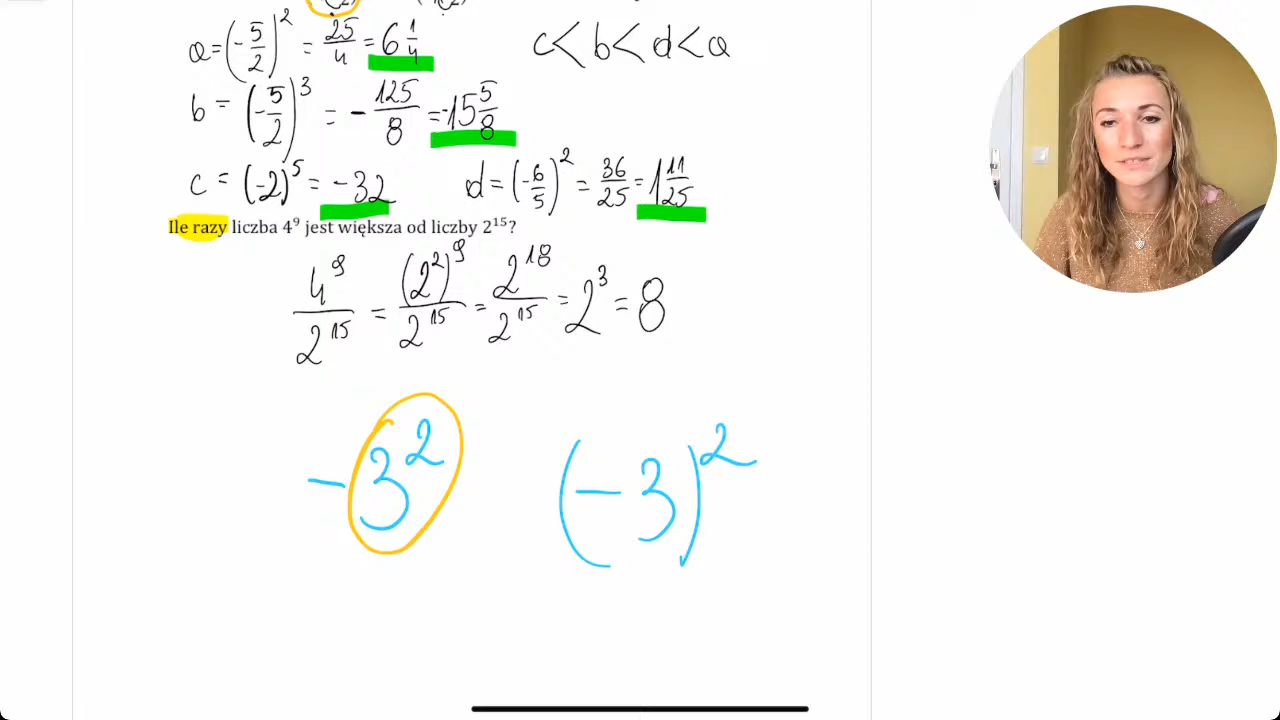 a = (-5/2)² = 25/4 = 6 1/4
c < b < d < a
b = (-5/2)³ = - 125/8 = -15 5/8
c = (-2)⁵ = -32
d = (-6/5)² = 36/25 = 1 11/25
Ile razy liczba 4⁹ jest większa od liczby 2¹⁵?
4⁹/2¹⁵ = (2²)⁹/2¹⁵ = 2¹⁸/2¹⁵ = 2³ = 8
-3²
(-3)²